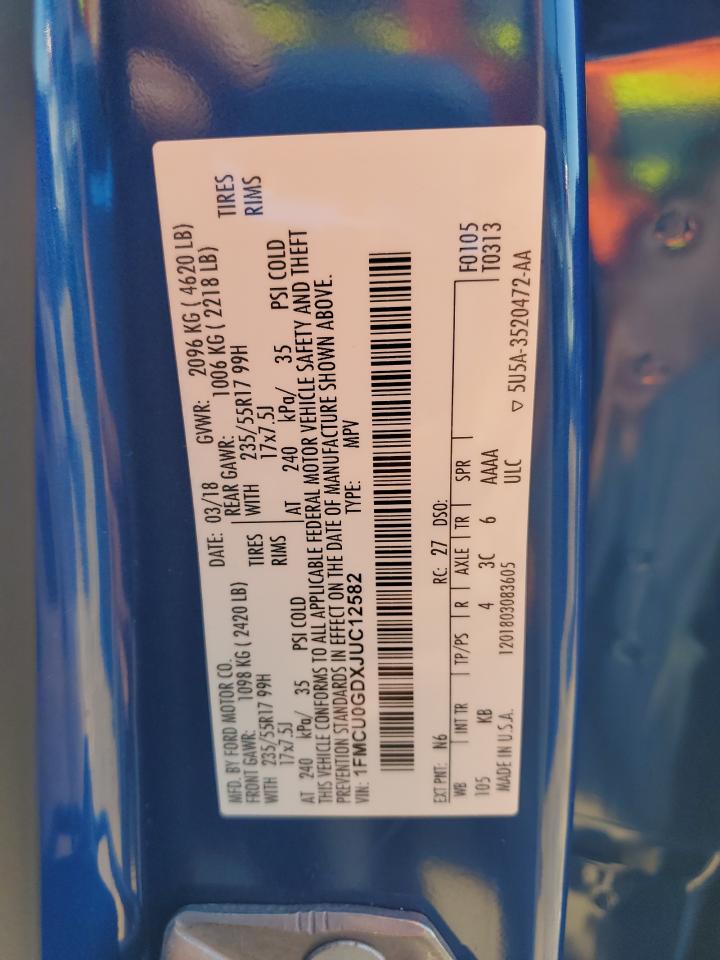 MFD. BY FORD MOTOR CO. DATE: 03/18 GVWR: 2096 KG ( 4620 LB)
FRONT GAWR: 1098 KG ( 2420 LB) REAR GAWR: 1006 KG ( 2218 LB)
WITH 235/55R17 99H TIRES WITH 235/55R17 99H TIRES
17x7.5J RIMS 17x7.5J RIMS
AT 240 kPa/ 35 PSI COLD AT 240 kPa/ 35 PSI COLD
THIS VEHICLE CONFORMS TO ALL APPLICABLE FEDERAL MOTOR VEHICLE SAFETY AND THEFT
PREVENTION STANDARDS IN EFFECT ON THE DATE OF MANUFACTURE SHOWN ABOVE.
VIN: 1FMCU0GDXJUC12582 TYPE: MPV
EXT PNT: N6 RC: 27 DSO: F0105
WB INT TR TP/PS R AXLE TR SPR T0313
105 KB 4 3C 6 AAAA
MADE IN U.S.A. 1201803083605 ULC ▽ 5U5A-3520472-AA